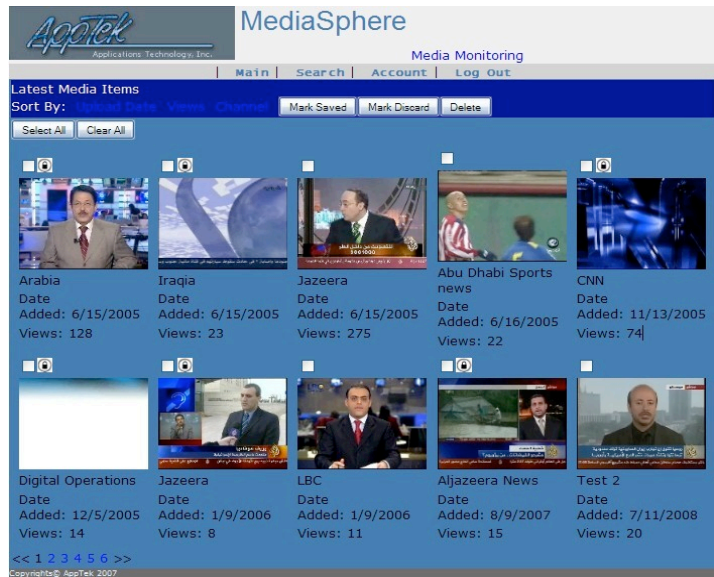 AppTek
Applications Technology, Inc.
MediaSphere
Media Monitoring
| Main | Search | Account | Log Out
Latest Media Items
Sort By: Upload Date Views Channel Mark Saved Mark Discard Delete
Select All Clear All
Arabia
Date
Added: 6/15/2005
Views: 128
Iraqia
Date
Added: 6/15/2005
Views: 23
Jazeera
Date
Added: 6/15/2005
Views: 275
Abu Dhabi Sports
news
Date
Added: 6/16/2005
Views: 22
CNN
Date
Added: 11/13/2005
Views: 74
Digital Operations
Date
Added: 12/5/2005
Views: 14
Jazeera
Date
Added: 1/9/2006
Views: 8
LBC
Date
Added: 1/9/2006
Views: 11
Aljazeera News
Date
Added: 8/9/2007
Views: 15
Test 2
Date
Added: 7/11/2008
Views: 20
<< 1 2 3 4 5 6 >>
Copyrights© AppTek 2007